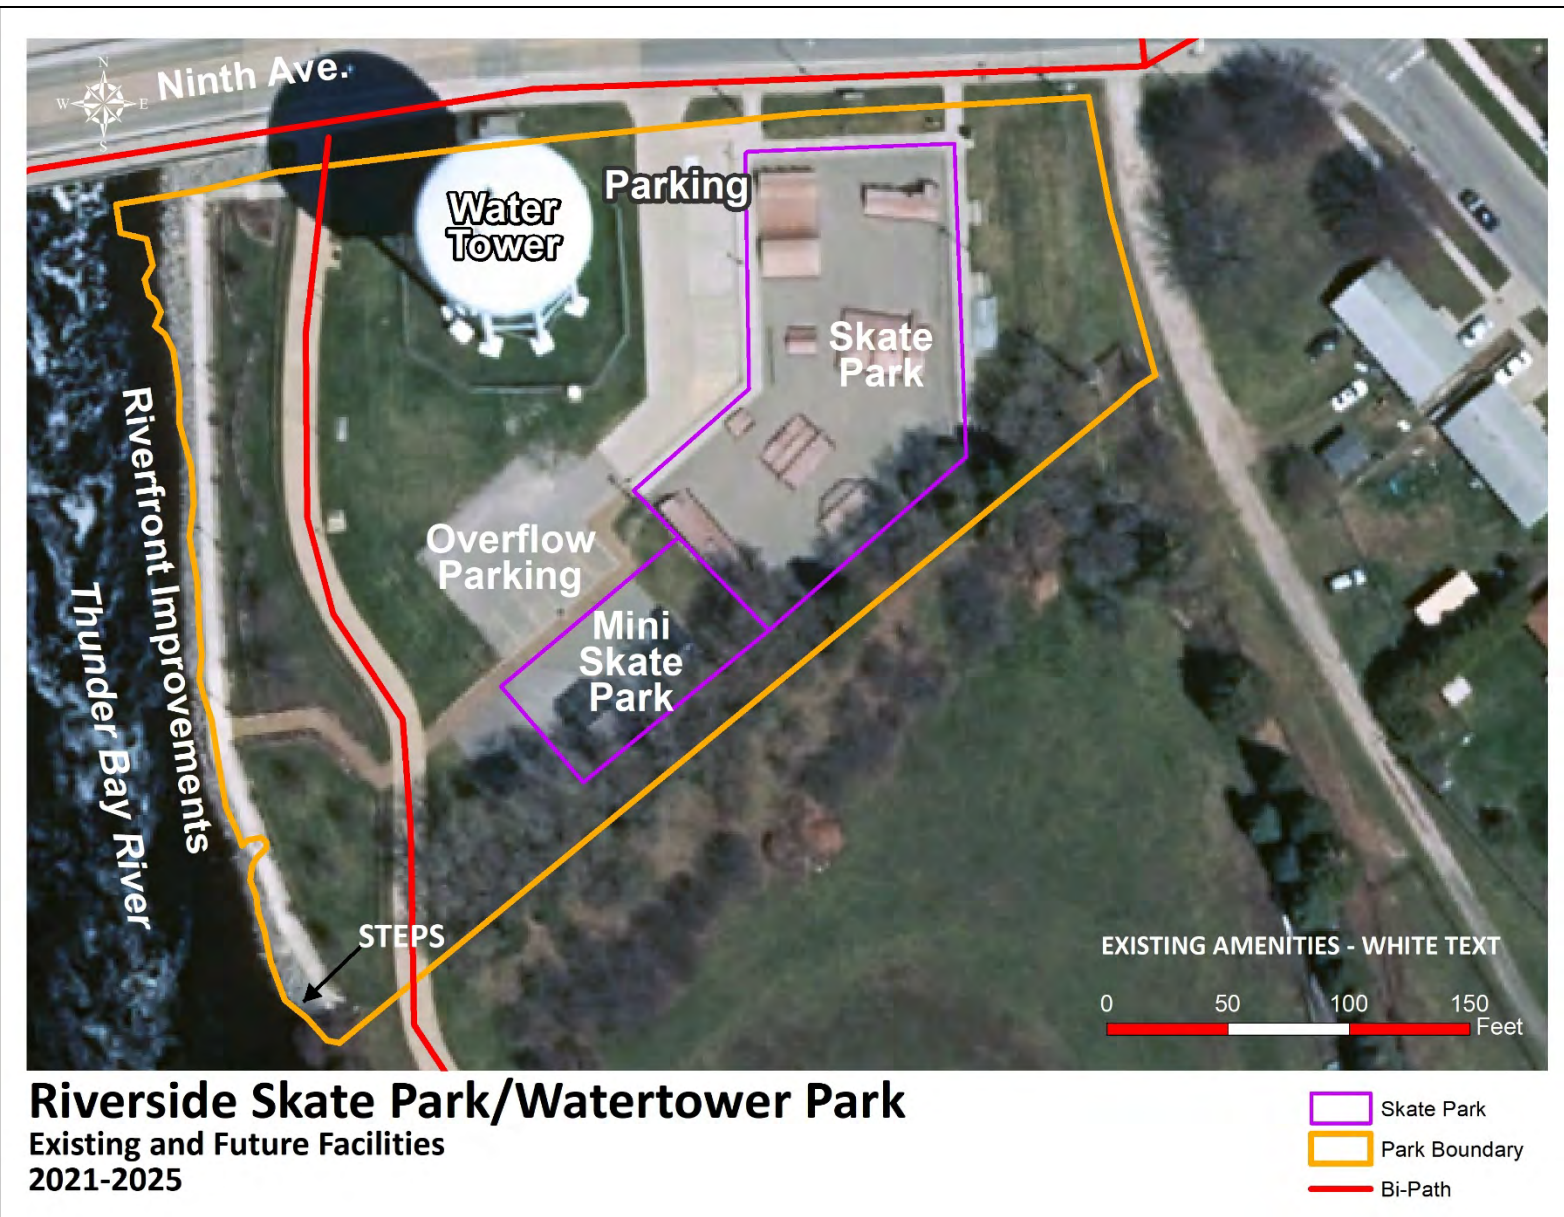 N
W E
S
Ninth Ave.
Water
Tower
Parking
Skate
Park
Riverfront Improvements
Thunder Bay River
Overflow
Parking
Mini
Skate
Park
STEPS
EXISTING AMENITIES - WHITE TEXT
0 50 100 150
Feet
Riverside Skate Park/Watertower Park
Existing and Future Facilities
2021-2025
Skate Park
Park Boundary
Bi-Path